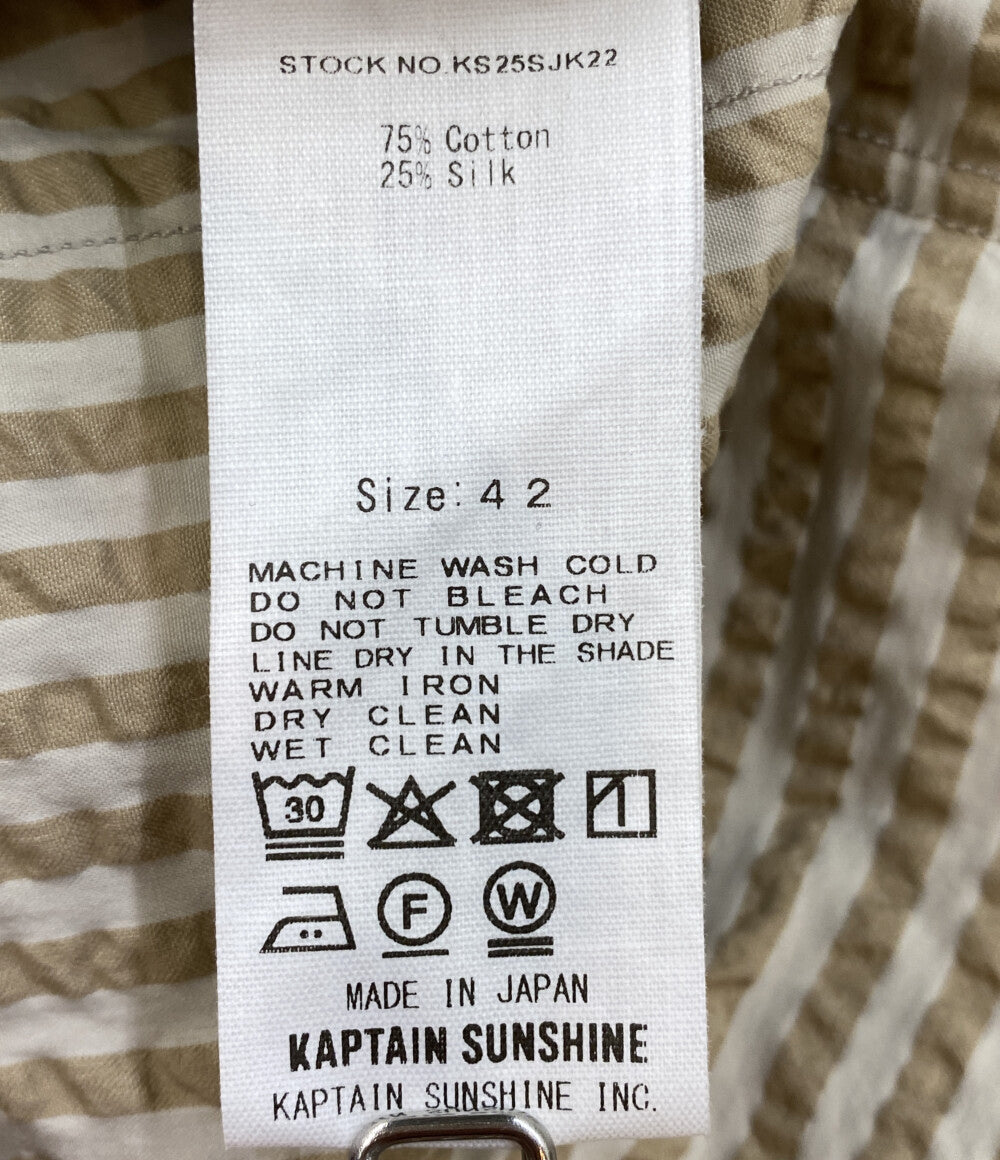 STOCK NO.KS25SJK22
75% Cotton
25% Silk
Size:42
MACHINE WASH COLD
DO NOT BLEACH
DO NOT TUMBLE DRY
LINE DRY IN THE SHADE
WARM IRON
DRY CLEAN
WET CLEAN
30
F W
MADE IN JAPAN
KAPTAIN SUNSHINE
KAPTAIN SUNSHINE INC.